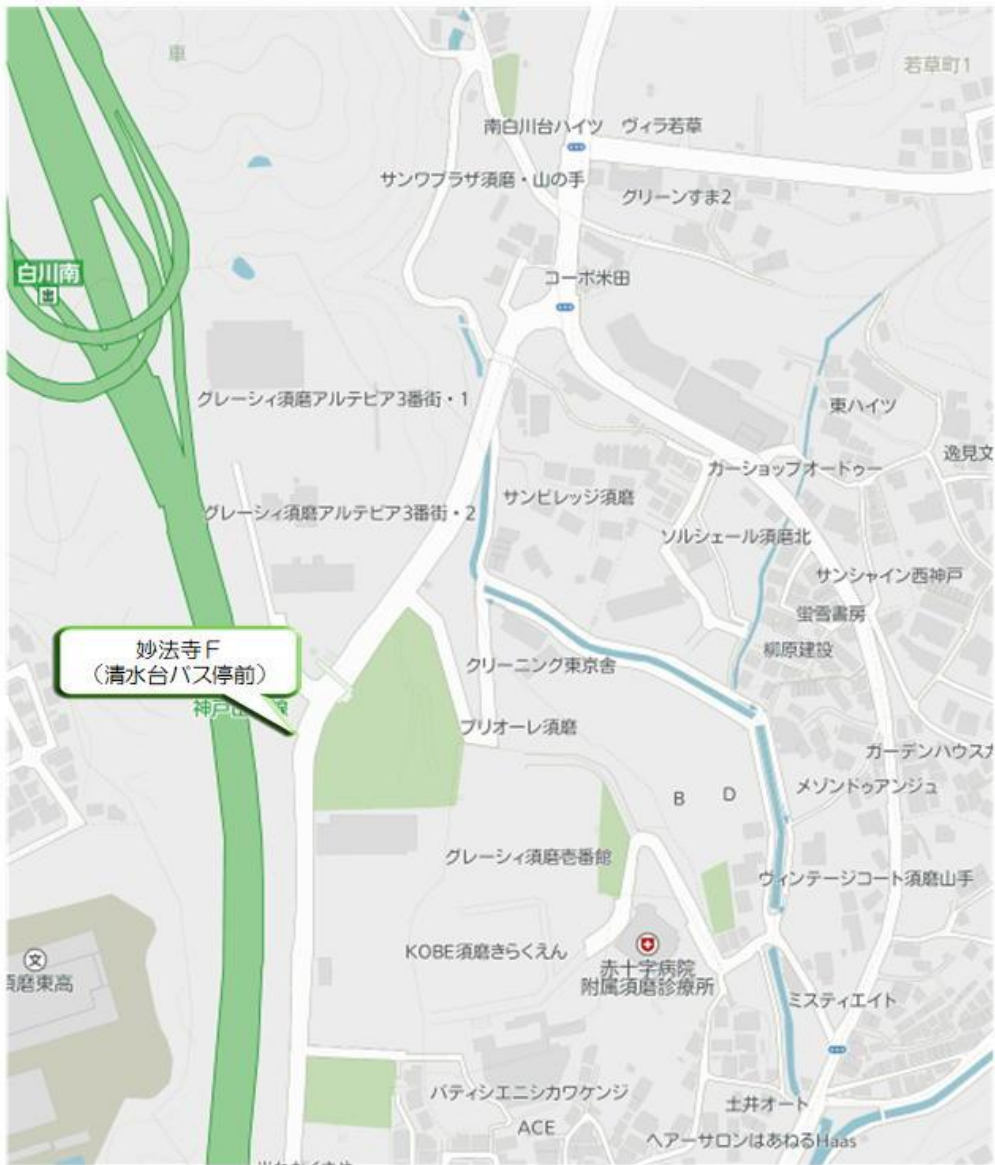 車
若草町1
南白川台ハイツ
ヴィラ若草
サンワプラザ須磨・山の手
グリーンすま2
白川南
出
コーポ米田
グレーシィ須磨アルテピア3番街・1
東ハイツ
逸見文
カーショップオードゥー
サンビレッジ須磨
グレーシィ須磨アルテピア3番街・2
ソルシェール須磨北
サンシャイン西神戸
蛍雪書房
妙法寺F
(清水台バス停前)
柳原建設
クリーニング東京舎
神戸
線
プリオーレ須磨
ガーデンハウスカ
メゾンドゥアンジュ
B
D
グレーシィ須磨壱番館
ヴィンテージコート須磨山手
KOBE須磨きらくえん
文
須磨東高
赤十字病院
附属須磨診療所
ミスティエイト
パティシエニシカワケンジ
土井オート
ACE
ヘアーサロンはあねるHaas